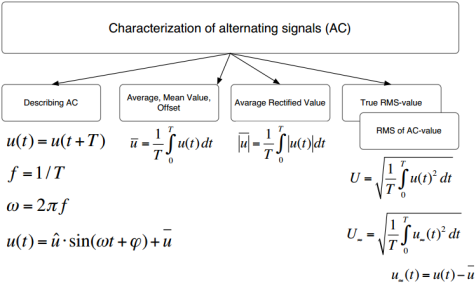 Characterization of alternating signals (AC)
Describing AC
u(t) = u(t + T)
f = 1/T
ω = 2πf
u(t) = û · sin(ωt + φ) + u̅
Average, Mean Value,
Offset
u̅ = 1/T ∫₀ᵀ u(t) dt
Avarage Rectified Value
|u|̅ = 1/T ∫₀ᵀ |u(t)| dt
True RMS-value
RMS of AC-value
U = √(1/T ∫₀ᵀ u(t)² dt)
U~ = √(1/T ∫₀ᵀ u~(t)² dt)
u~(t) = u(t) − u̅